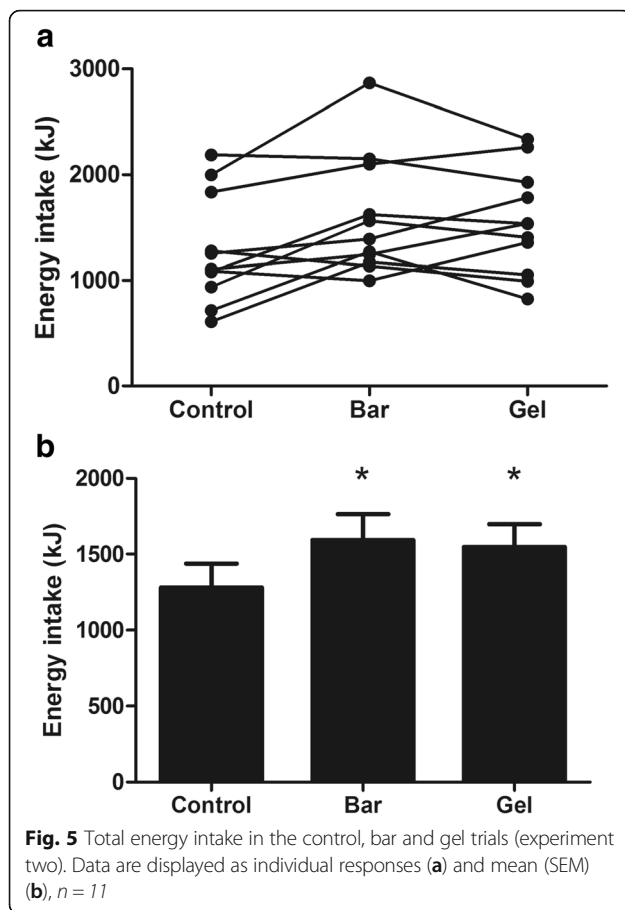 a
3000
2000
1000
0
Energy intake (kJ)
Control Bar Gel
b
2000
1500
1000
500
0
Energy intake (kJ)
* *
Control Bar Gel
Fig. 5 Total energy intake in the control, bar and gel trials (experiment
two). Data are displayed as individual responses (a) and mean (SEM)
(b), n = 11